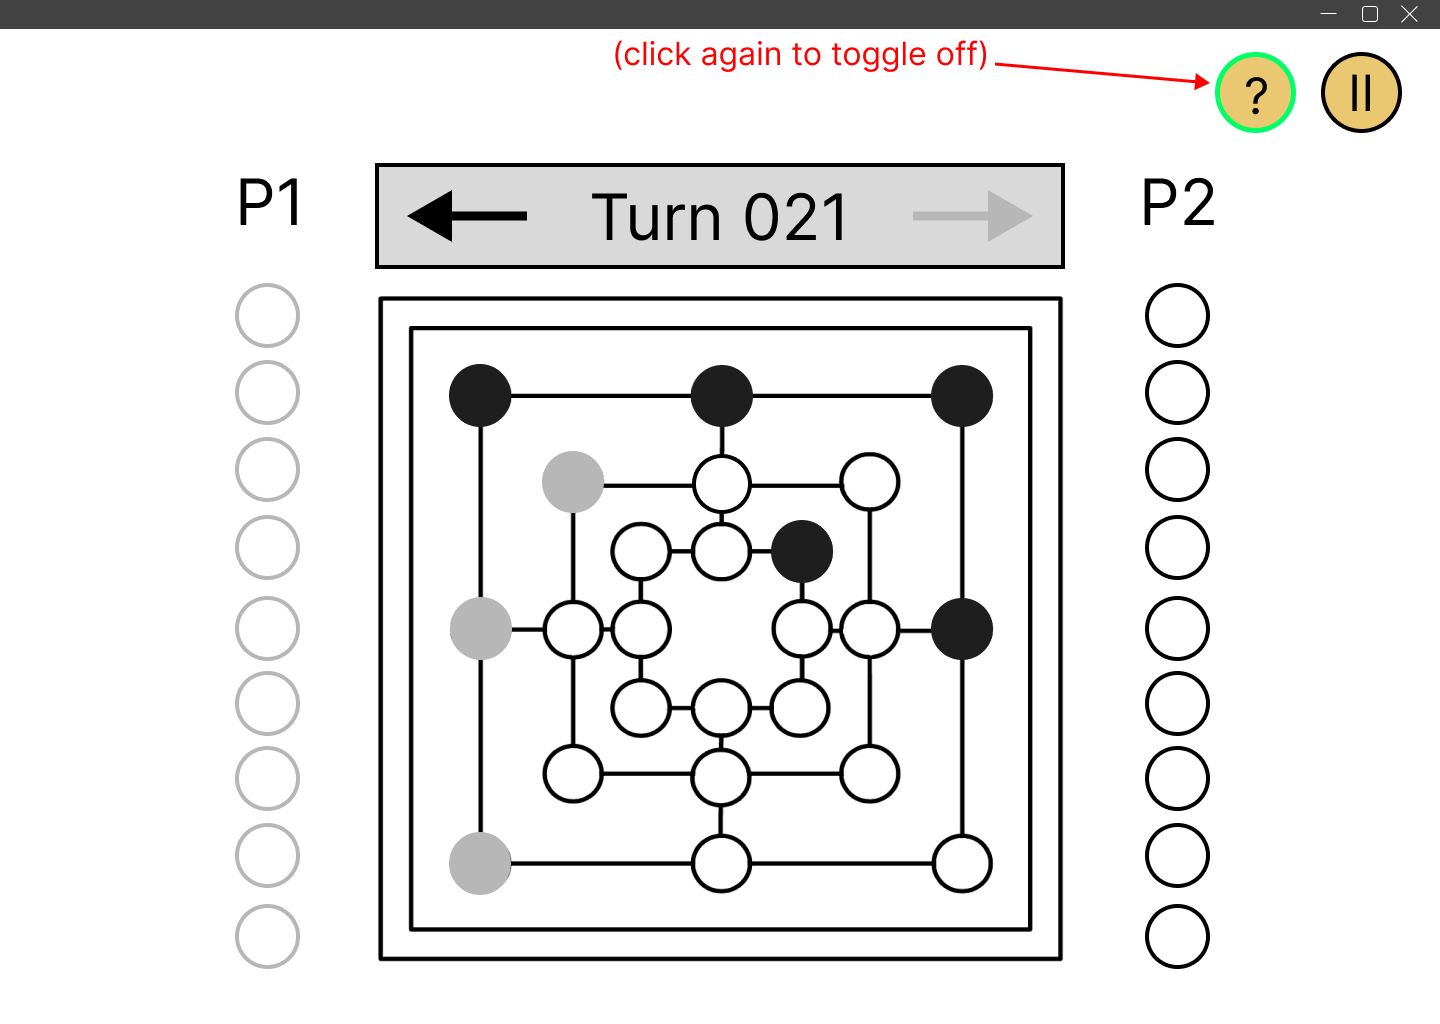 (click again to toggle off)
?
P1
Turn 021
P2